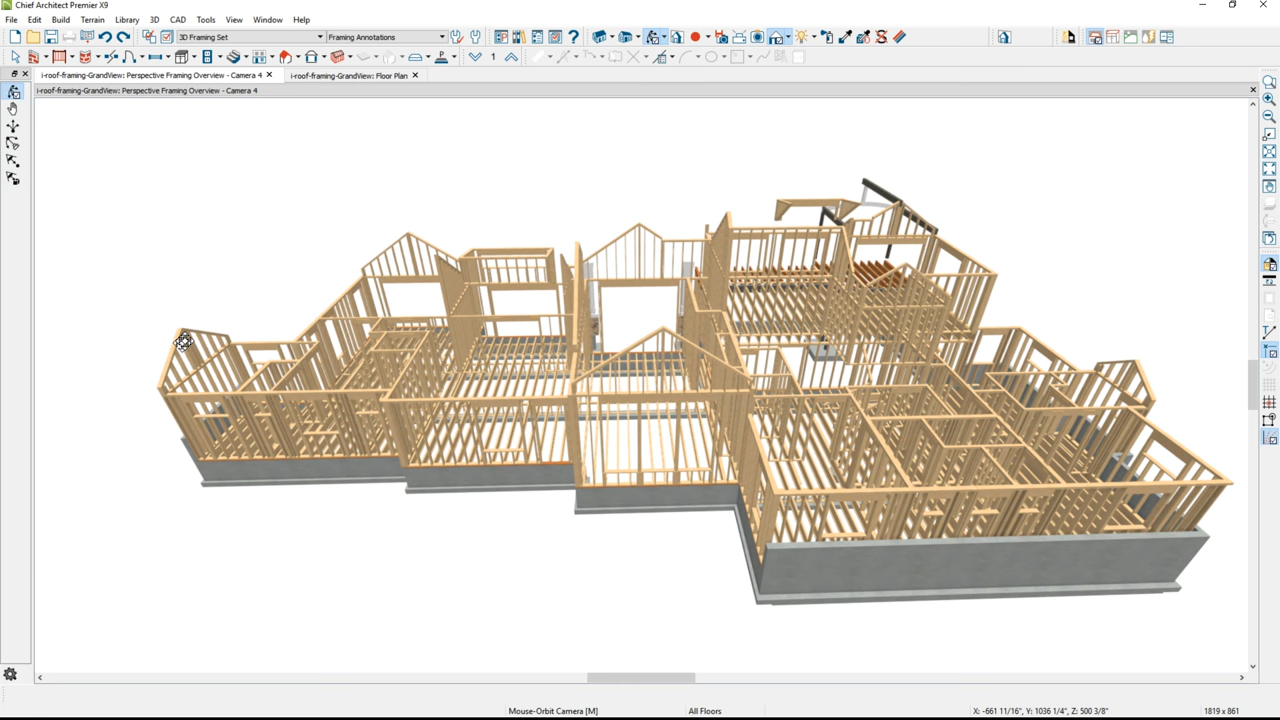 Chief Architect Premier X9
File Edit Build Terrain Library 3D CAD Tools View Window Help
3D Framing Set Framing Annotations
1
i-roof-framing-GrandView: Perspective Framing Overview - Camera 4 i-roof-framing-GrandView: Floor Plan
i-roof-framing-GrandView: Perspective Framing Overview - Camera 4
Mouse-Orbit Camera [M] All Floors X: -661 11/16", Y: 1036 1/4", Z: 500 3/8" 1819 x 861